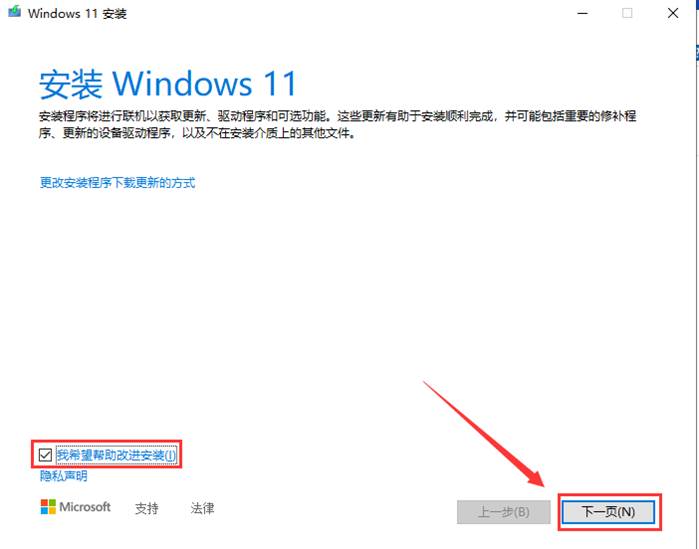 Windows 11 安装
安装 Windows 11
安装程序将进行联机以获取更新、驱动程序和可选功能。这些更新有助于安装顺利完成，并可能包括重要的修补程
序、更新的设备驱动程序，以及不在安装介质上的其他文件。
更改安装程序下载更新的方式
我希望帮助改进安装(I)
隐私声明
Microsoft 支持 法律
上一步(B) 下一页(N)